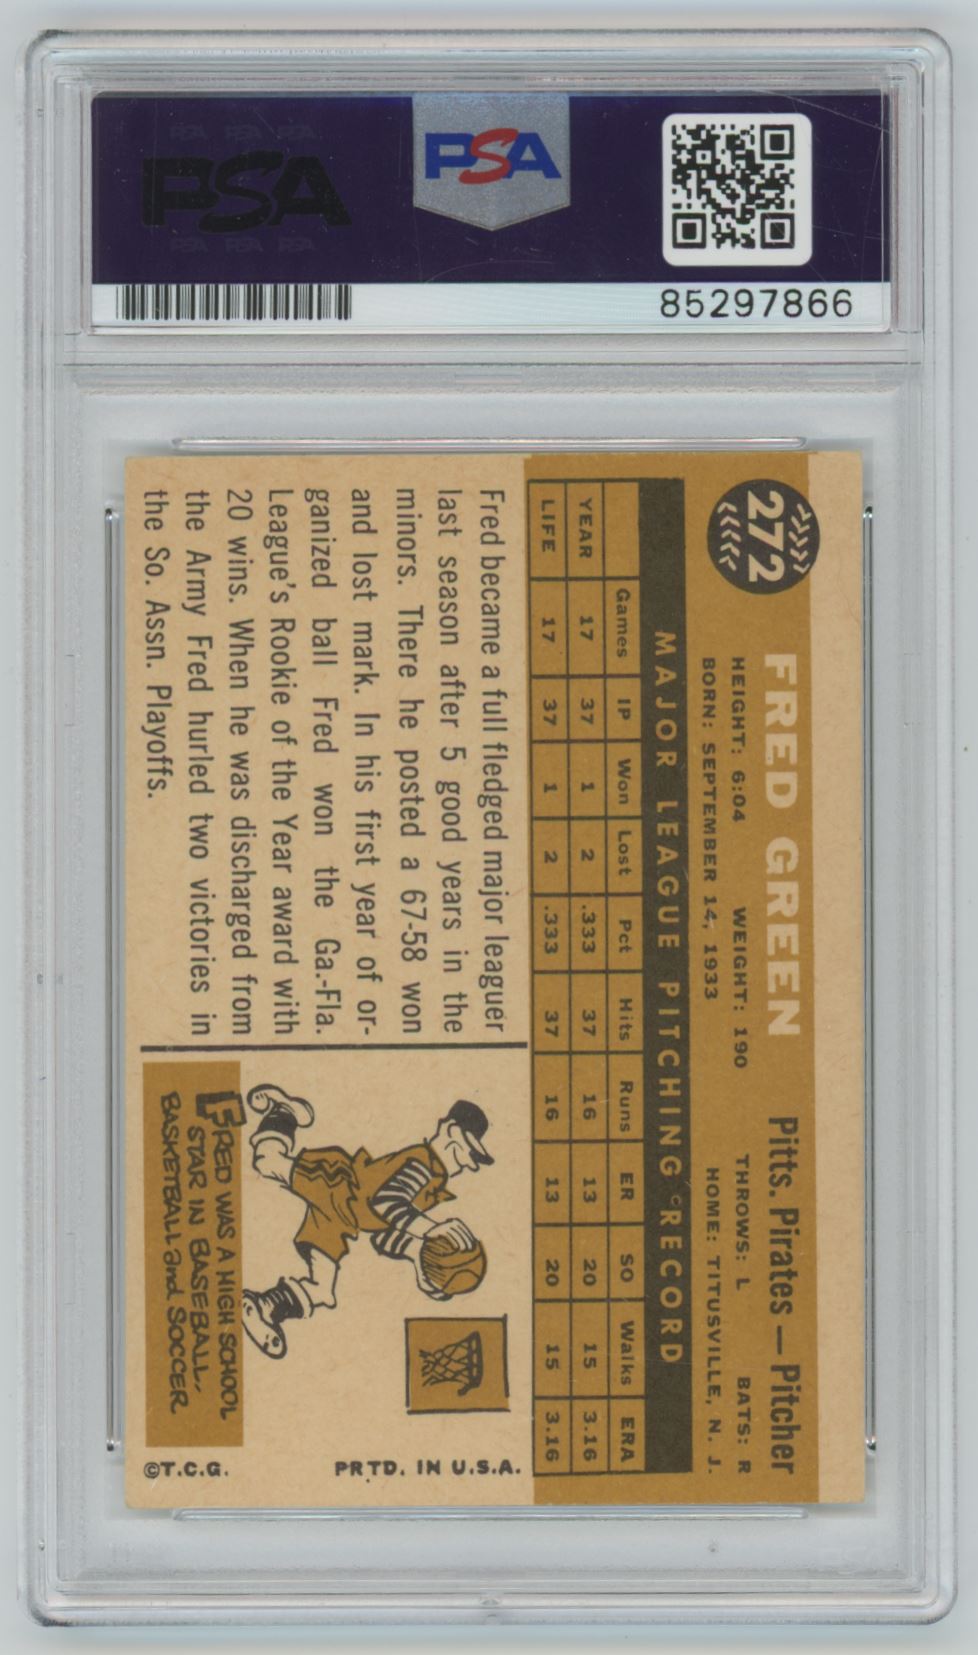 PSA PSA PSA
PSA
PSA PSA PSA
PSA
85297866
272
FRED GREEN Pitts. Pirates — Pitcher
HEIGHT: 6:04 WEIGHT: 190 THROWS: L BATS: R
BORN: SEPTEMBER 14, 1933 HOME: TITUSVILLE, N. J.
MAJOR LEAGUE PITCHING RECORD
Games IP Won Lost Pct Hits Runs ER SO Walks ERA
YEAR 17 37 1 2 .333 37 16 13 20 15 3.16
LIFE 17 37 1 2 .333 37 16 13 20 15 3.16
Fred became a full fledged major leaguer
last season after 5 good years in the
minors. There he posted a 67-58 won
and lost mark. In his first year of or-
ganized ball Fred won the Ga.-Fla.
League's Rookie of the Year award with
20 wins. When he was discharged from
the Army Fred hurled two victories in
the So. Assn. Playoffs.
FRED WAS A HIGH SCHOOL
STAR IN BASEBALL,
BASKETBALL and SOCCER
©T.C.G. PRTD. IN U.S.A.